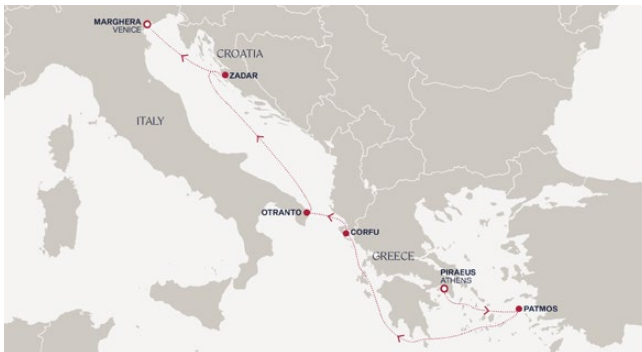 MARGHERA
VENICE
CROATIA
ZADAR
ITALY
OTRANTO
CORFU
GREECE
PIRAEUS
ATHENS
PATMOS